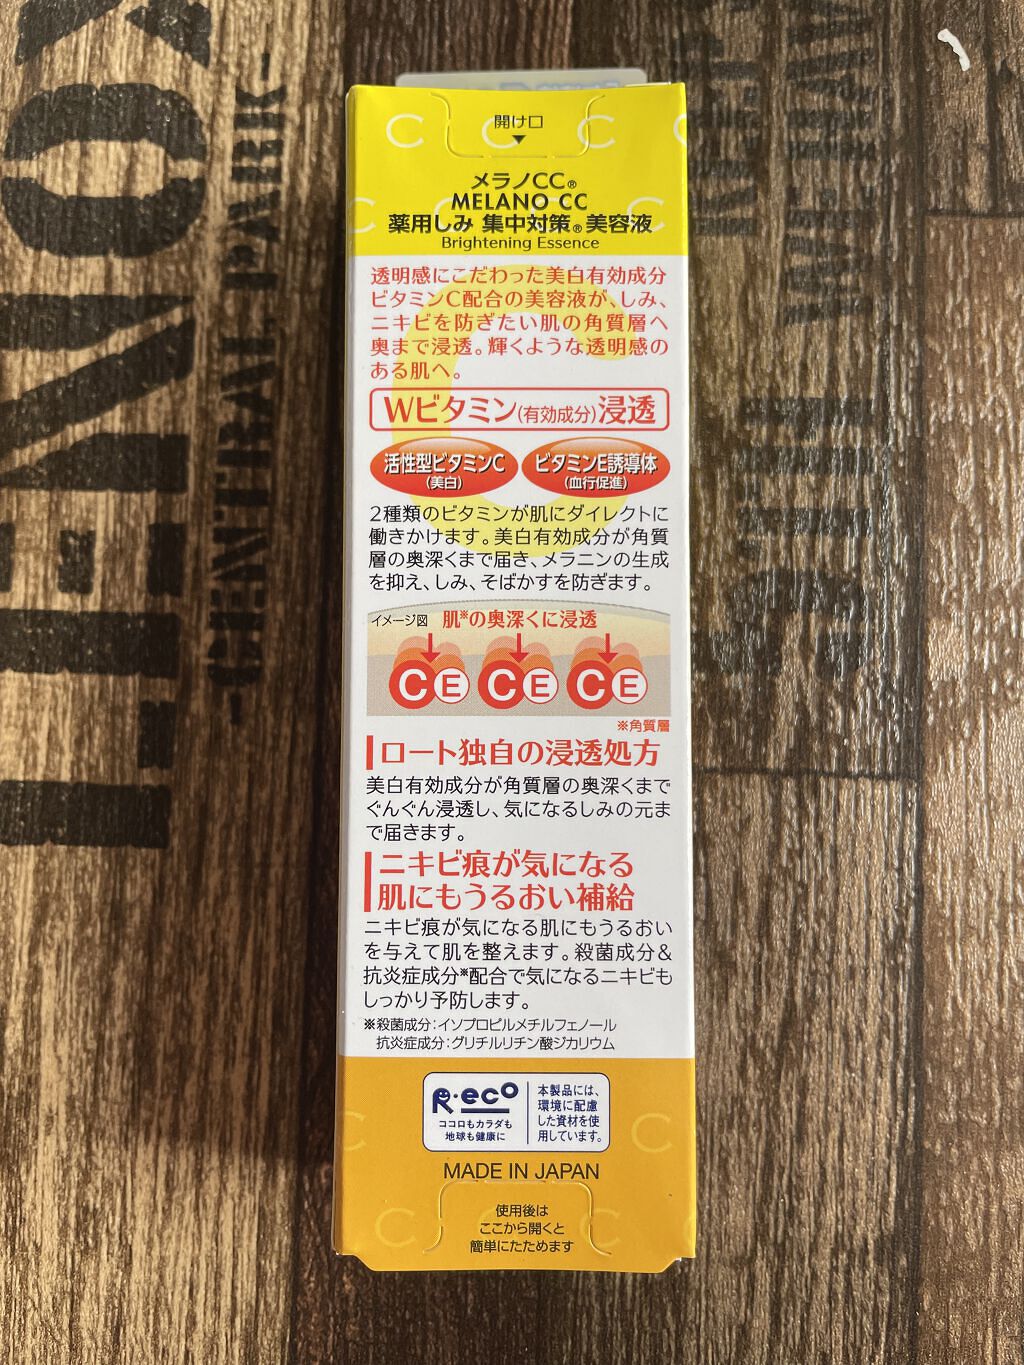 開け口
▼
メラノCC®
MELANO CC
薬用しみ 集中対策®美容液
Brightening Essence
透明感にこだわった美白有効成分
ビタミンC配合の美容液が、しみ、
ニキビを防ぎたい肌の角質層へ
奥まで浸透。輝くような透明感の
ある肌へ。
Wビタミン(有効成分)浸透
活性型ビタミンC
(美白)
ビタミンE誘導体
(血行促進)
2種類のビタミンが肌にダイレクトに
働きかけます。美白有効成分が角質
層の奥深くまで届き、メラニンの生成
を抑え、しみ、そばかすを防ぎます。
イメージ図 肌※の奥深くに浸透
C E C E C E
※角質層
ロート独自の浸透処方
美白有効成分が角質層の奥深くまで
ぐんぐん浸透し、気になるしみの元ま
で届きます。
ニキビ痕が気になる
肌にもうるおい補給
ニキビ痕が気になる肌にもうるおい
を与えて肌を整えます。殺菌成分&
抗炎症成分※配合で気になるニキビも
しっかり予防します。
※殺菌成分:イソプロピルメチルフェノール
抗炎症成分:グリチルリチン酸ジカリウム
R・eco
ココロもカラダも
地球も健康に
本製品には、
環境に配慮
した資材を使
用しています。
MADE IN JAPAN
使用後は
ここから開くと
簡単にたためます
-CENTRAL PARK-